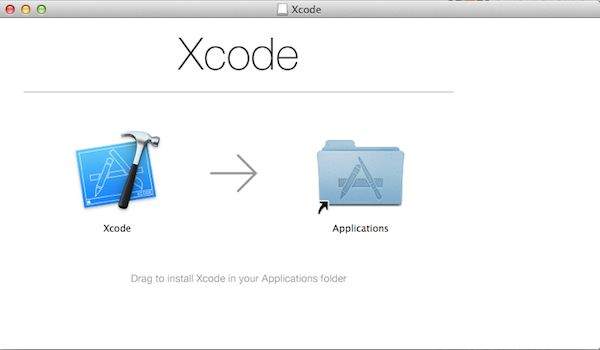 Xcode
Xcode
Xcode
Applications
Drag to install Xcode in your Applications folder